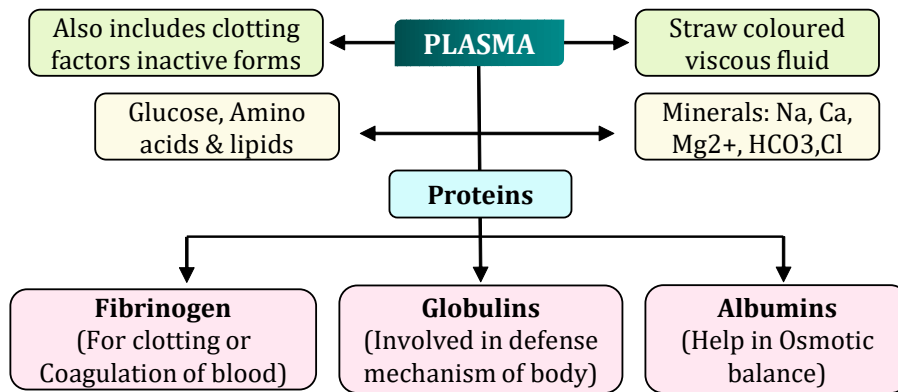 Also includes clotting
factors inactive forms
PLASMA
Straw coloured
viscous fluid
Glucose, Amino
acids & lipids
Minerals: Na, Ca,
Mg2+, HCO3,Cl
Proteins
Fibrinogen
(For clotting or
Coagulation of blood)
Globulins
(Involved in defense
mechanism of body)
Albumins
(Help in Osmotic
balance)